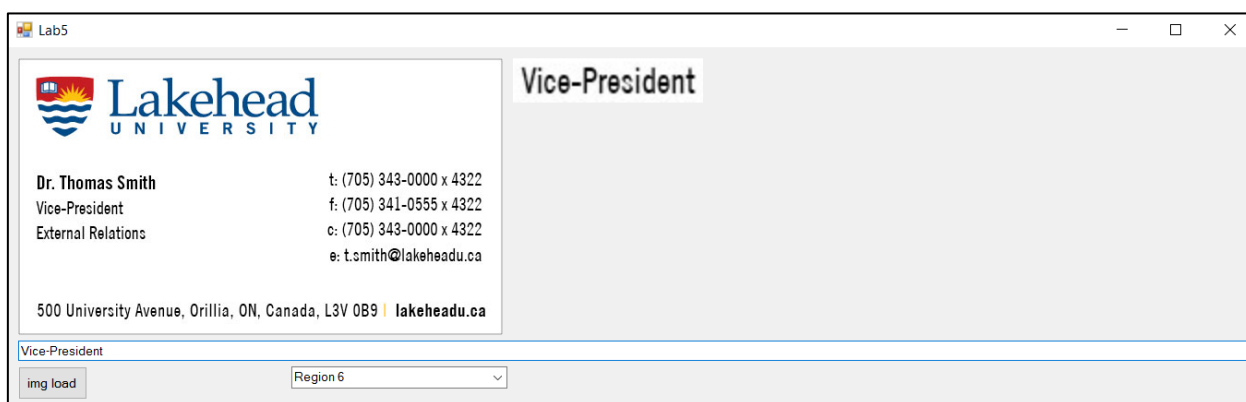 Lab5
Lakehead
UNIVERSITY
Vice-President
Dr. Thomas Smith
Vice-President
External Relations
t: (705) 343-0000 x 4322
f: (705) 341-0555 x 4322
c: (705) 343-0000 x 4322
e: t.smith@lakeheadu.ca
500 University Avenue, Orillia, ON, Canada, L3V 0B9 | lakeheadu.ca
Vice-President
img load
Region 6